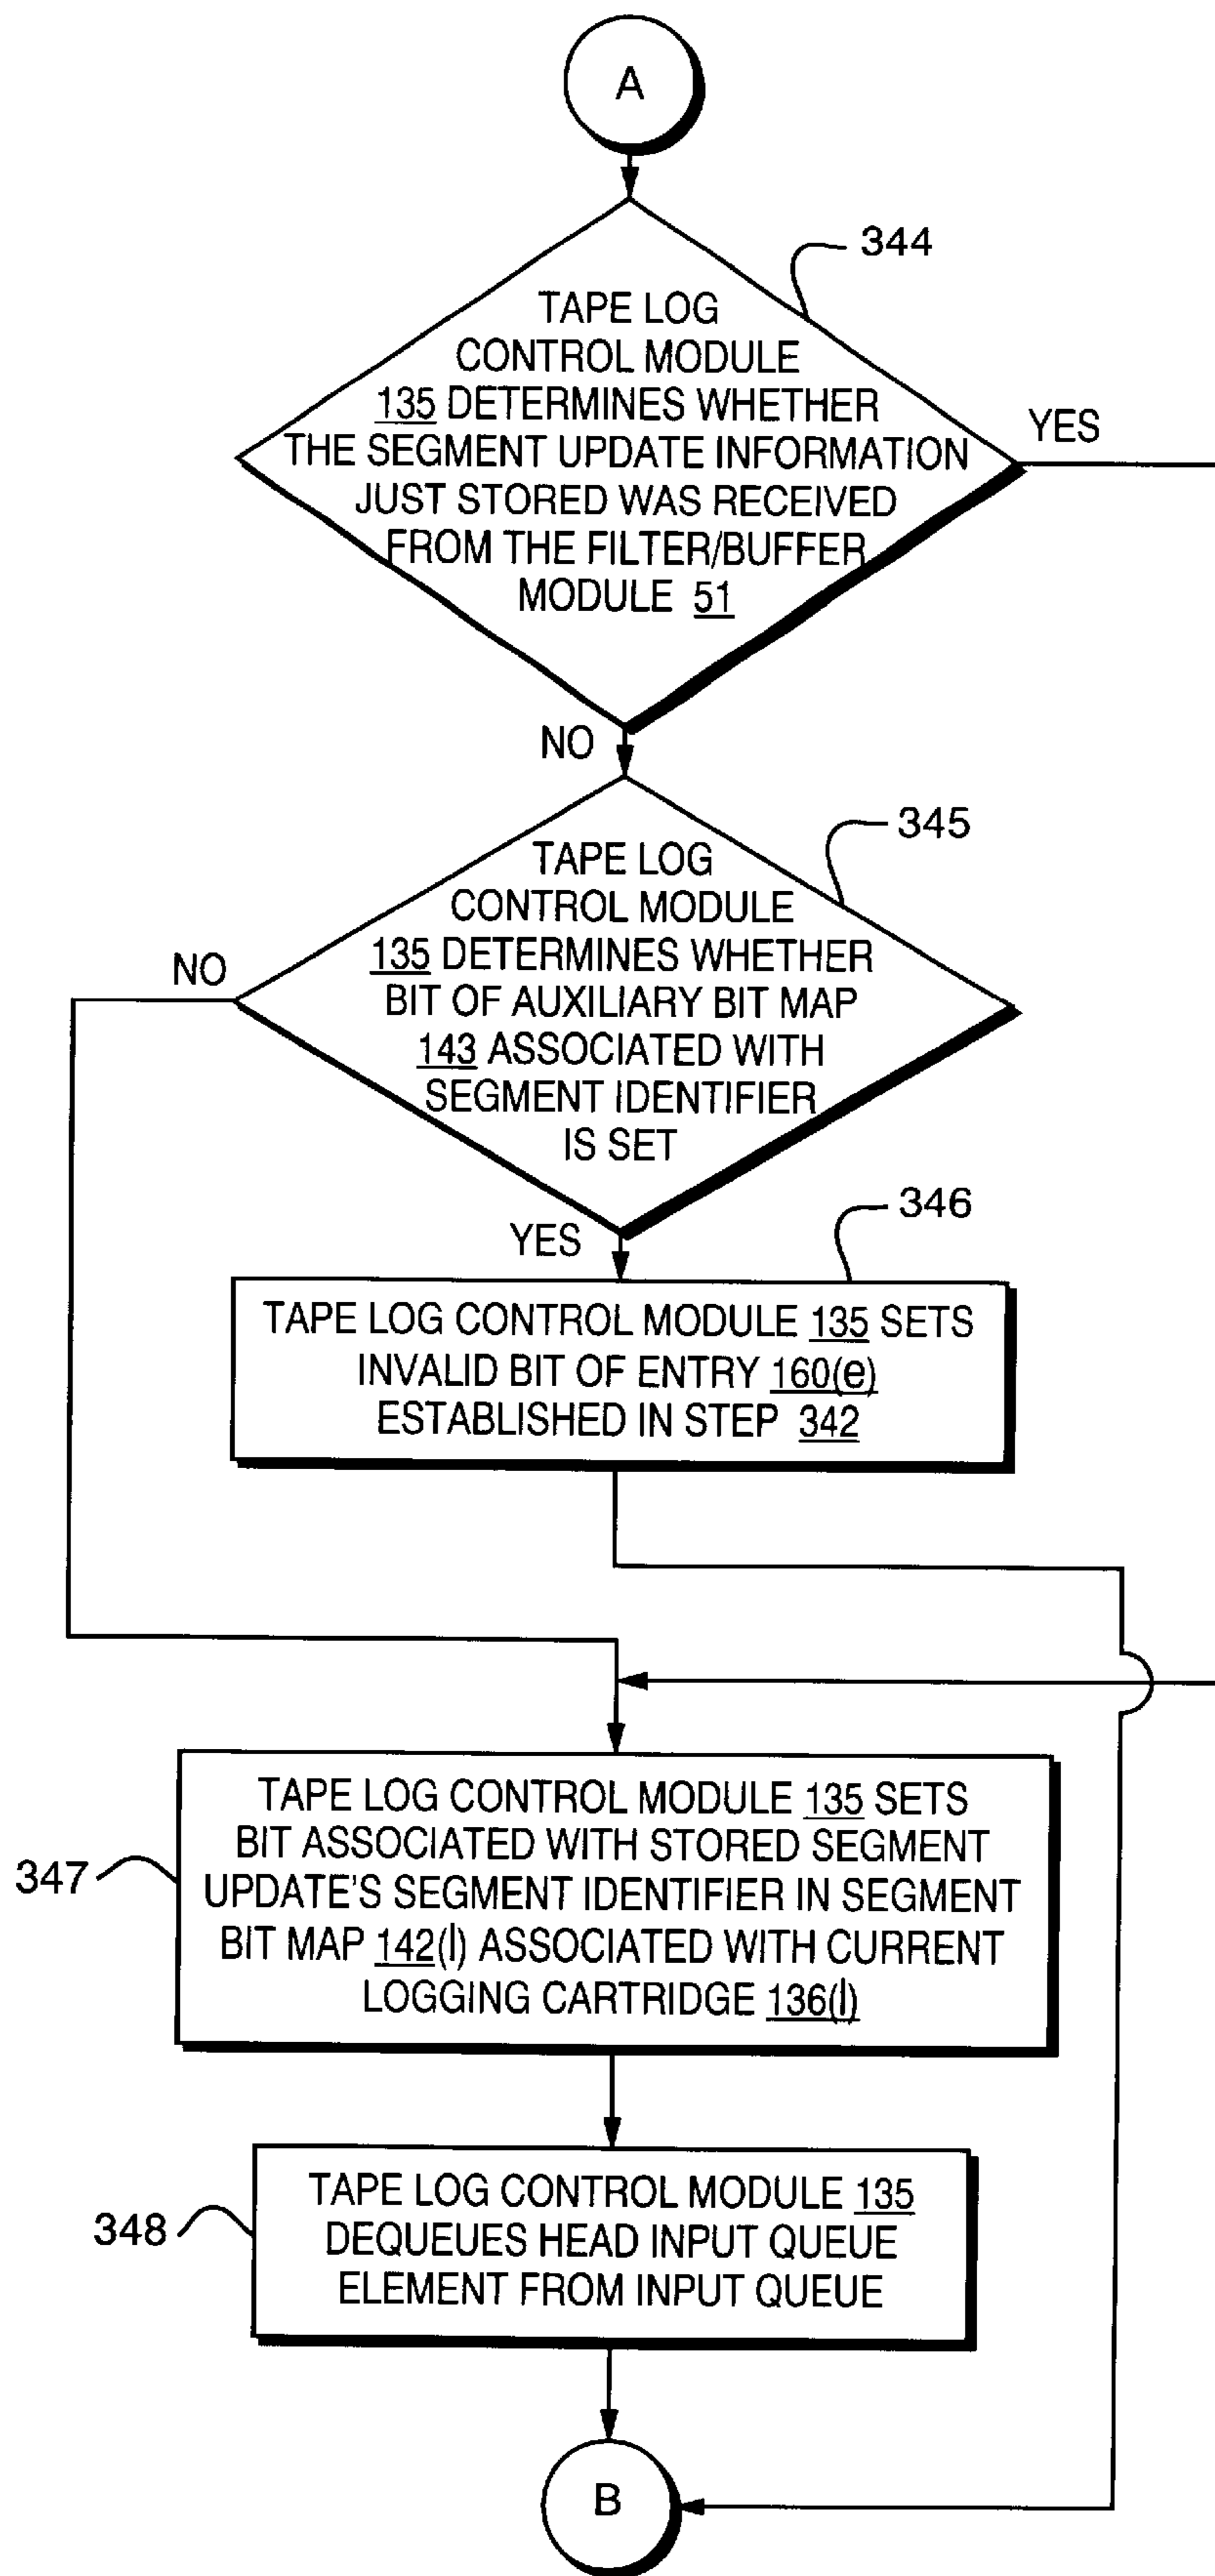 A
344
TAPE LOG
CONTROL MODULE
135 DETERMINES WHETHER
THE SEGMENT UPDATE INFORMATION
JUST STORED WAS RECEIVED
FROM THE FILTER/BUFFER
MODULE 51
YES
NO
345
TAPE LOG
CONTROL MODULE
135 DETERMINES WHETHER
BIT OF AUXILIARY BIT MAP
143 ASSOCIATED WITH
SEGMENT IDENTIFIER
IS SET
NO
YES
346
TAPE LOG CONTROL MODULE 135 SETS
INVALID BIT OF ENTRY 160(e)
ESTABLISHED IN STEP 342
347
TAPE LOG CONTROL MODULE 135 SETS
BIT ASSOCIATED WITH STORED SEGMENT
UPDATE'S SEGMENT IDENTIFIER IN SEGMENT
BIT MAP 142(l) ASSOCIATED WITH CURRENT
LOGGING CARTRIDGE 136(l)
348
TAPE LOG CONTROL MODULE 135
DEQUEUES HEAD INPUT QUEUE
ELEMENT FROM INPUT QUEUE
B